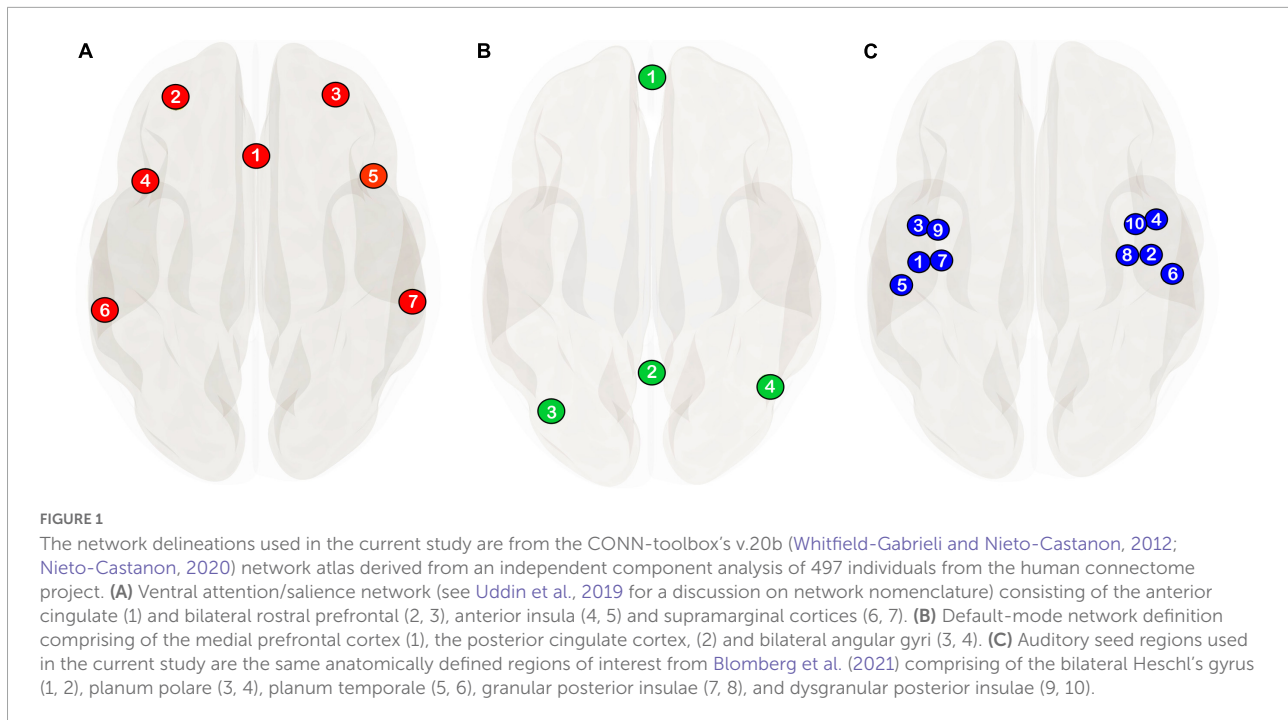 A
B
C
2
3
1
4
5
6
7
1
2
3
4
3
9
1
7
5
10
4
8
2
6
FIGURE 1
The network delineations used in the current study are from the CONN-toolbox's v.20b (Whitfield-Gabrieli and Nieto-Castanon, 2012;
Nieto-Castanon, 2020) network atlas derived from an independent component analysis of 497 individuals from the human connectome
project. (A) Ventral attention/salience network (see Uddin et al., 2019 for a discussion on network nomenclature) consisting of the anterior
cingulate (1) and bilateral rostral prefrontal (2, 3), anterior insula (4, 5) and supramarginal cortices (6, 7). (B) Default-mode network definition
comprising of the medial prefrontal cortex (1), the posterior cingulate cortex, (2) and bilateral angular gyri (3, 4). (C) Auditory seed regions used
in the current study are the same anatomically defined regions of interest from Blomberg et al. (2021) comprising of the bilateral Heschl's gyrus
(1, 2), planum polare (3, 4), planum temporale (5, 6), granular posterior insulae (7, 8), and dysgranular posterior insulae (9, 10).